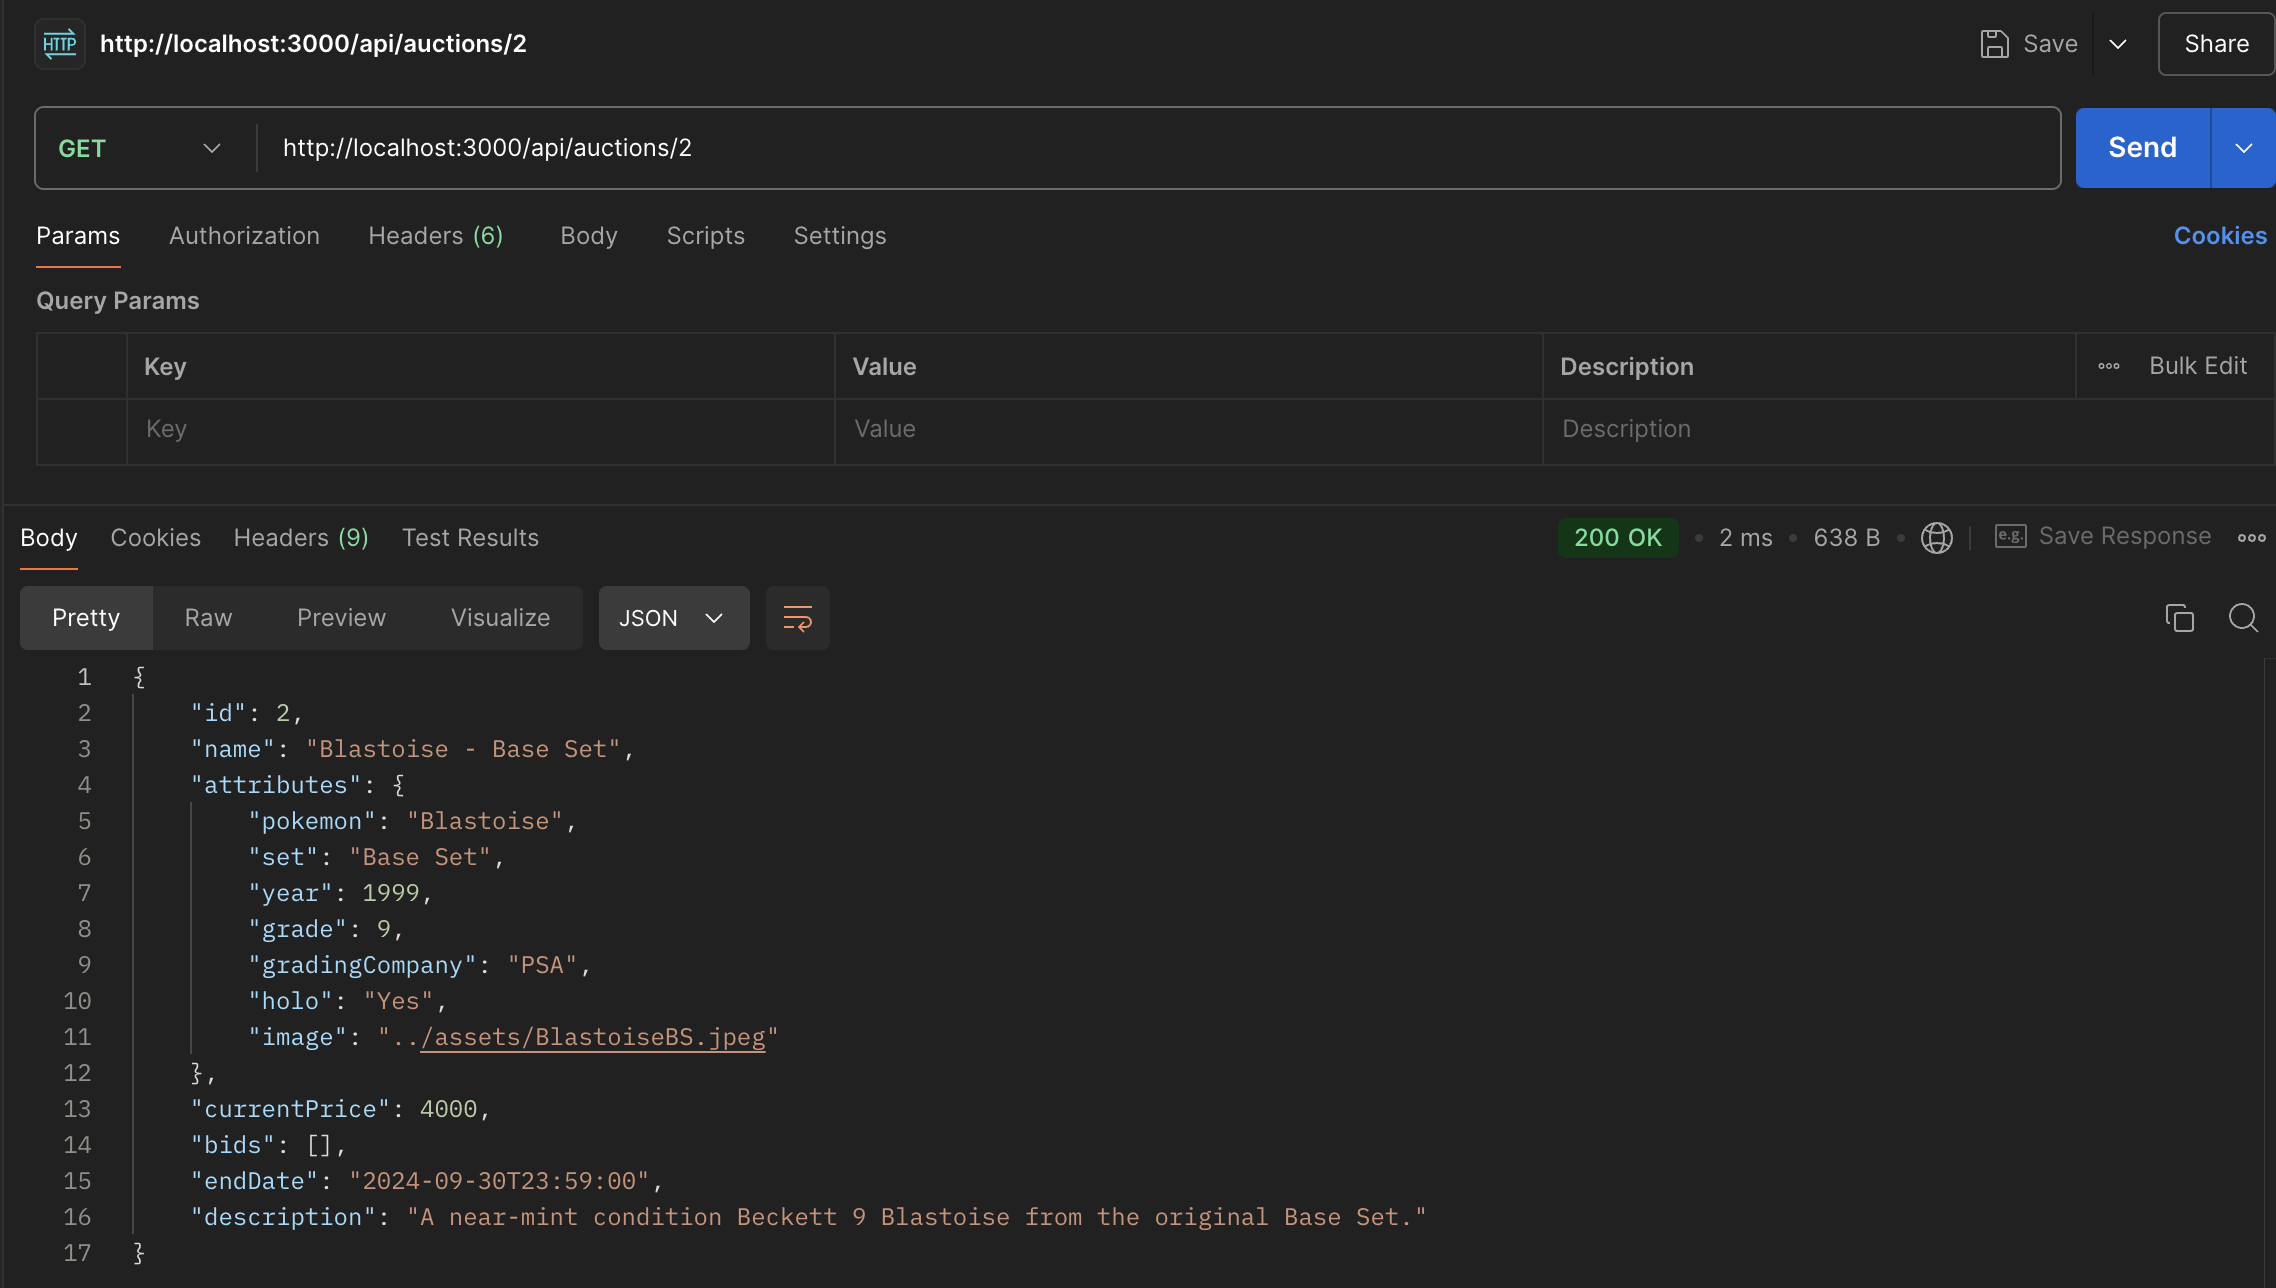 HTTP http://localhost:3000/api/auctions/2 Save Share
GET http://localhost:3000/api/auctions/2 Send
Params Authorization Headers (6) Body Scripts Settings Cookies
Query Params
Key Value Description Bulk Edit
Key Value Description
Body Cookies Headers (9) Test Results 200 OK • 2 ms • 638 B • e.g. Save Response
Pretty Raw Preview Visualize JSON
1 {
2 "id": 2,
3 "name": "Blastoise - Base Set",
4 "attributes": {
5 "pokemon": "Blastoise",
6 "set": "Base Set",
7 "year": 1999,
8 "grade": 9,
9 "gradingCompany": "PSA",
10 "holo": "Yes",
11 "image": "../assets/BlastoiseBS.jpeg"
12 },
13 "currentPrice": 4000,
14 "bids": [],
15 "endDate": "2024-09-30T23:59:00",
16 "description": "A near-mint condition Beckett 9 Blastoise from the original Base Set."
17 }